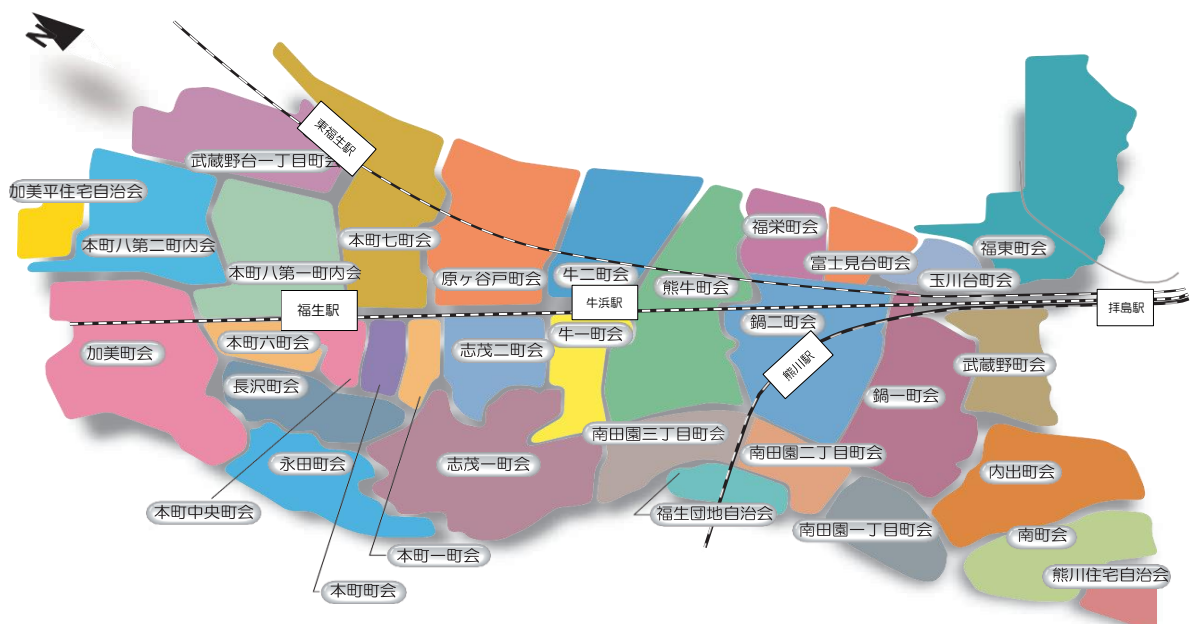 N
東福生駅
武蔵野台一丁目町会
加美平住宅自治会
本町八第二町内会
本町七町会
福栄町会
福東町会
本町八第一町内会
原ヶ谷戸町会
牛二町会
熊牛町会
富士見台町会
玉川台町会
福生駅
牛浜駅
拝島駅
本町六町会
牛一町会
鍋二町会
加美町会
志茂二町会
熊川駅
武蔵野町会
長沢町会
鍋一町会
南田園三丁目町会
永田町会
志茂一町会
南田園二丁目町会
内出町会
本町中央町会
福生団地自治会
南田園一丁目町会
南町会
本町一町会
本町町会
熊川住宅自治会